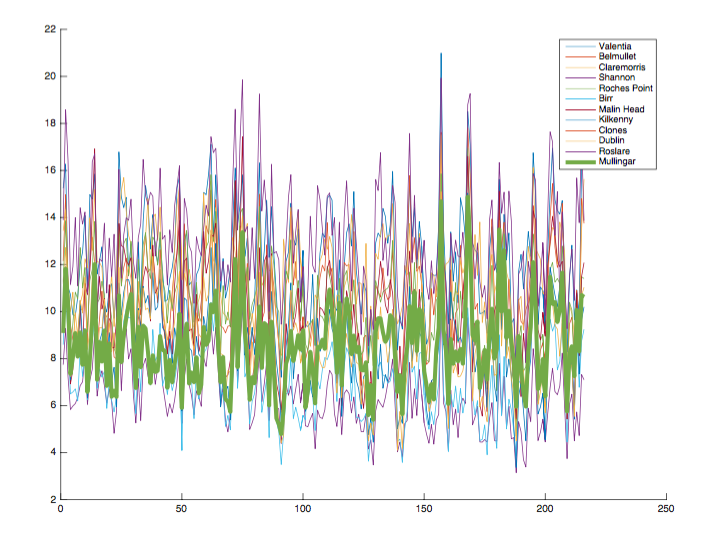 22
20
18
16
14
12
10
8
6
4
2
0
50
100
150
200
250
Valentia
Belmullet
Claremorris
Shannon
Roches Point
Birr
Malin Head
Kilkenny
Clones
Dublin
Roslare
Mullingar